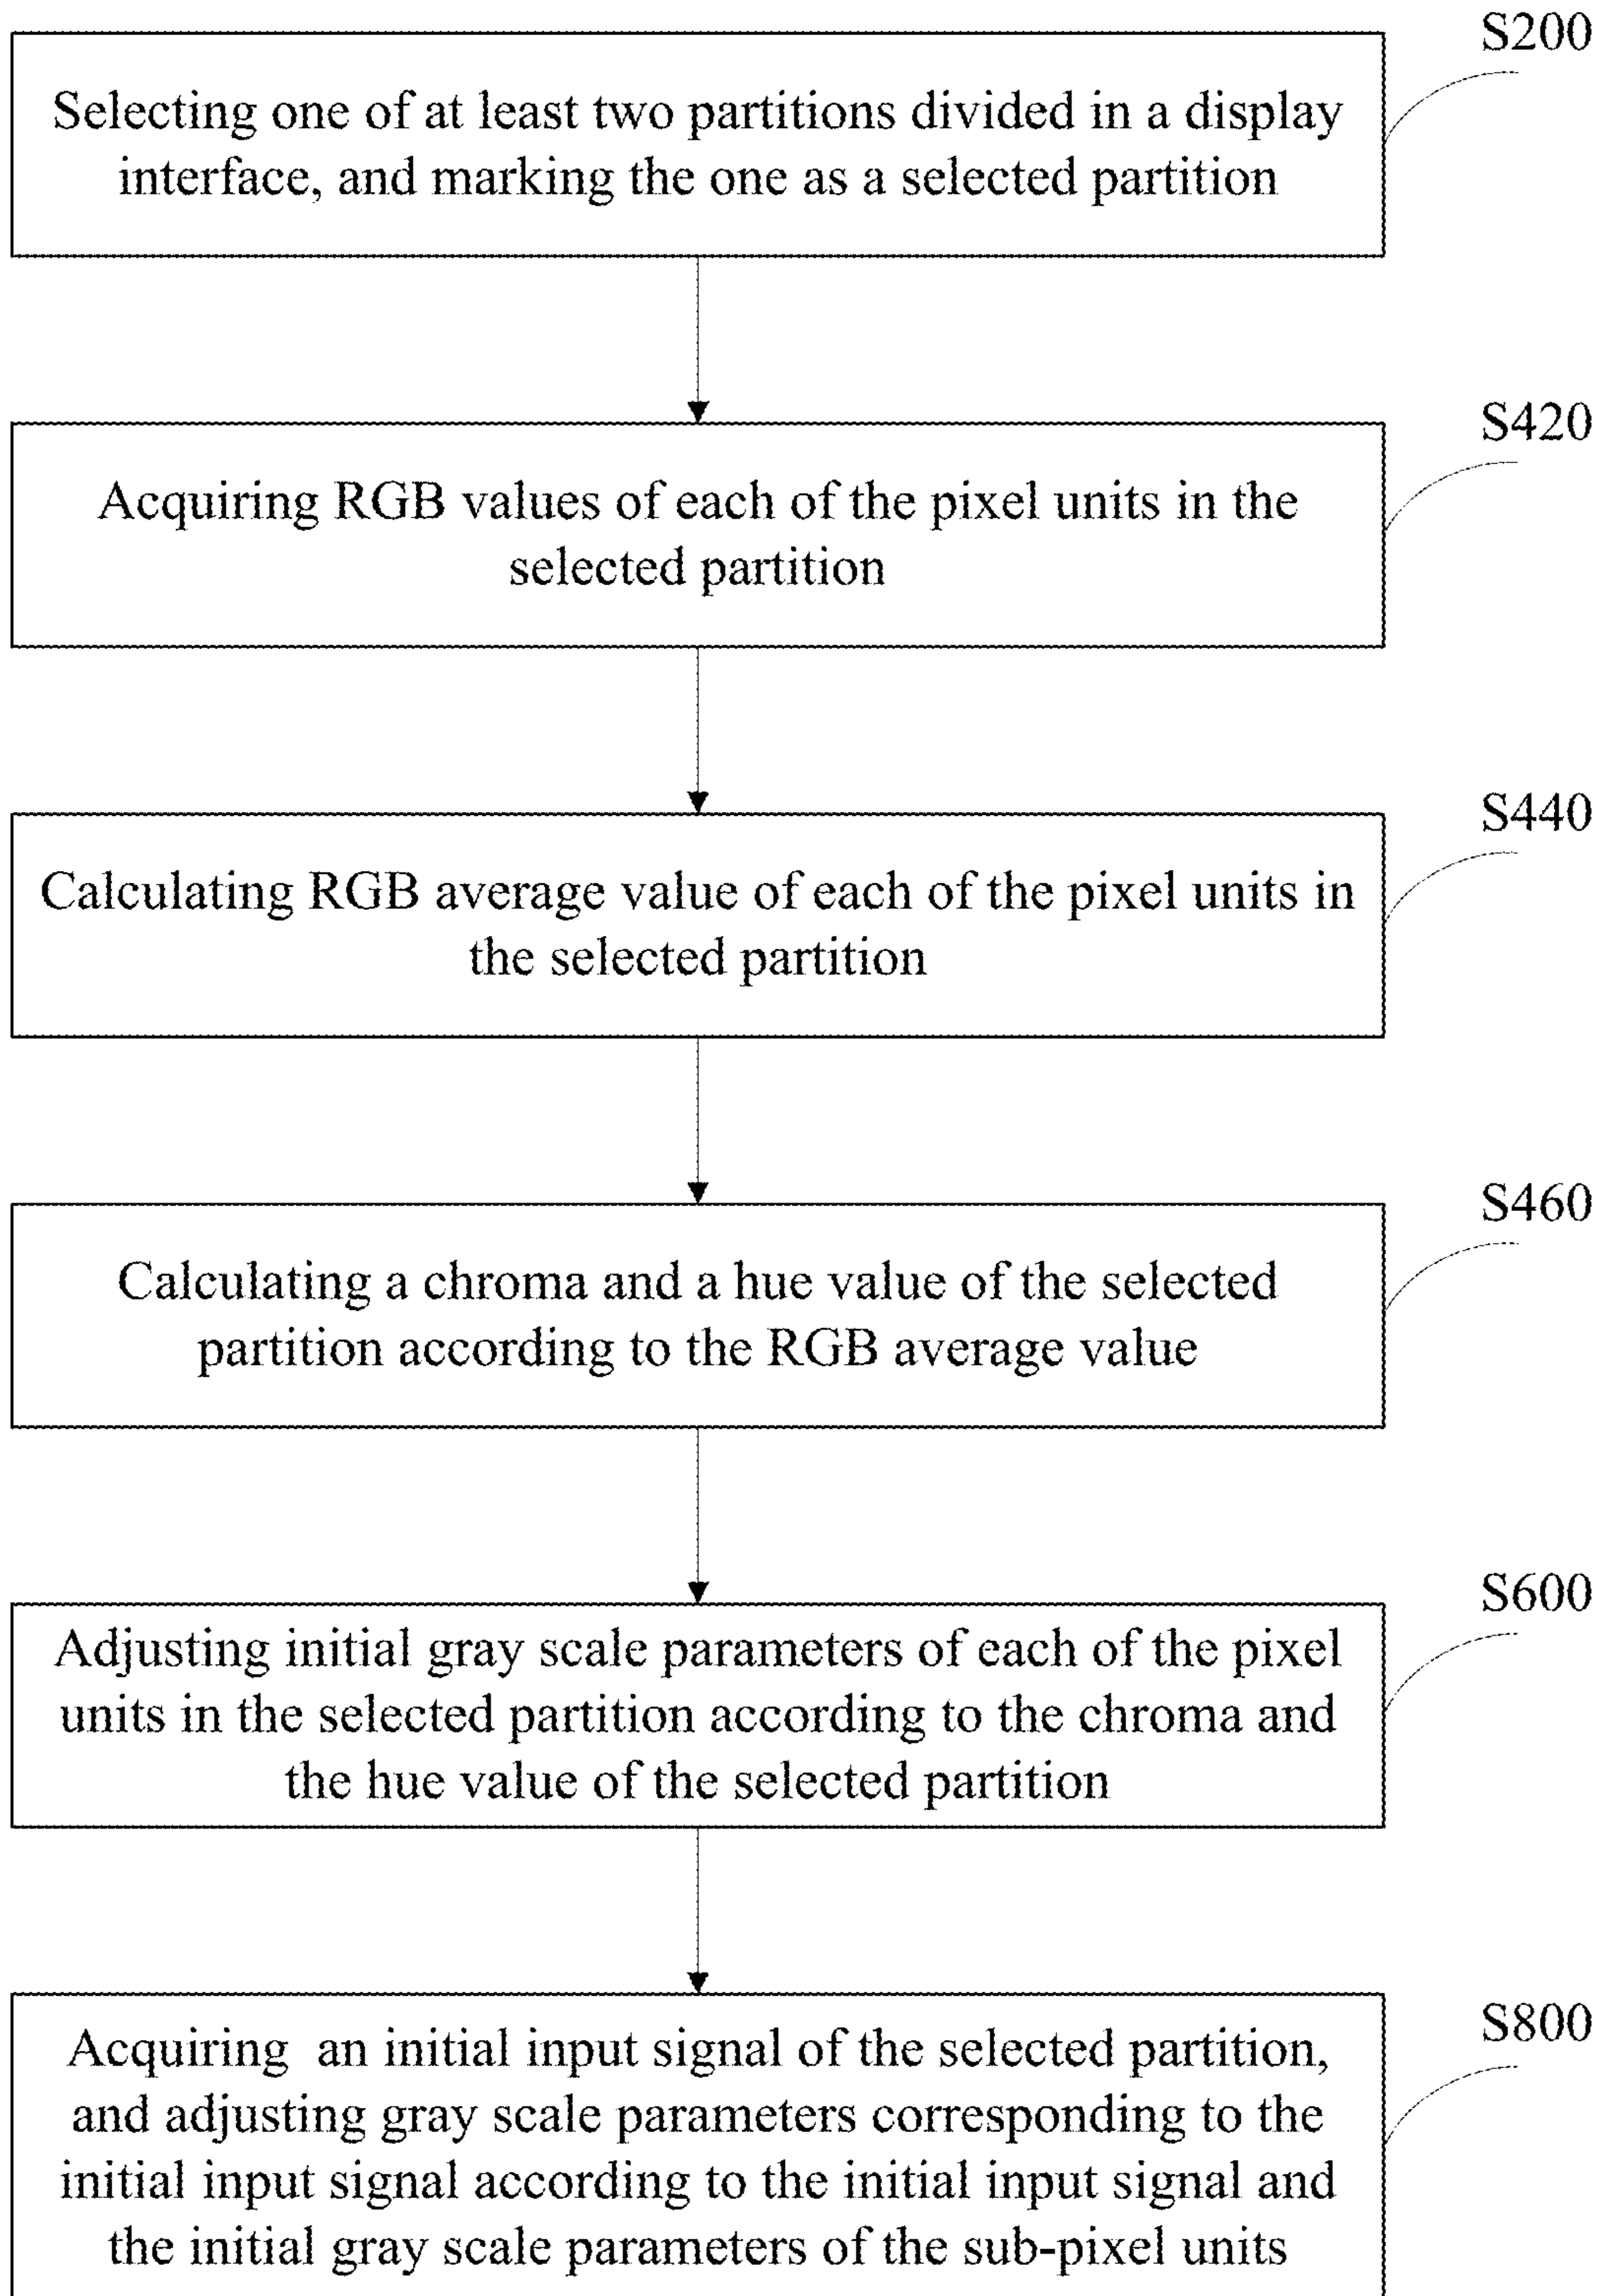 S200
Selecting one of at least two partitions divided in a display
interface, and marking the one as a selected partition
S420
Acquiring RGB values of each of the pixel units in the
selected partition
S440
Calculating RGB average value of each of the pixel units in
the selected partition
S460
Calculating a chroma and a hue value of the selected
partition according to the RGB average value
S600
Adjusting initial gray scale parameters of each of the pixel
units in the selected partition according to the chroma and
the hue value of the selected partition
S800
Acquiring an initial input signal of the selected partition,
and adjusting gray scale parameters corresponding to the
initial input signal according to the initial input signal and
the initial gray scale parameters of the sub-pixel units